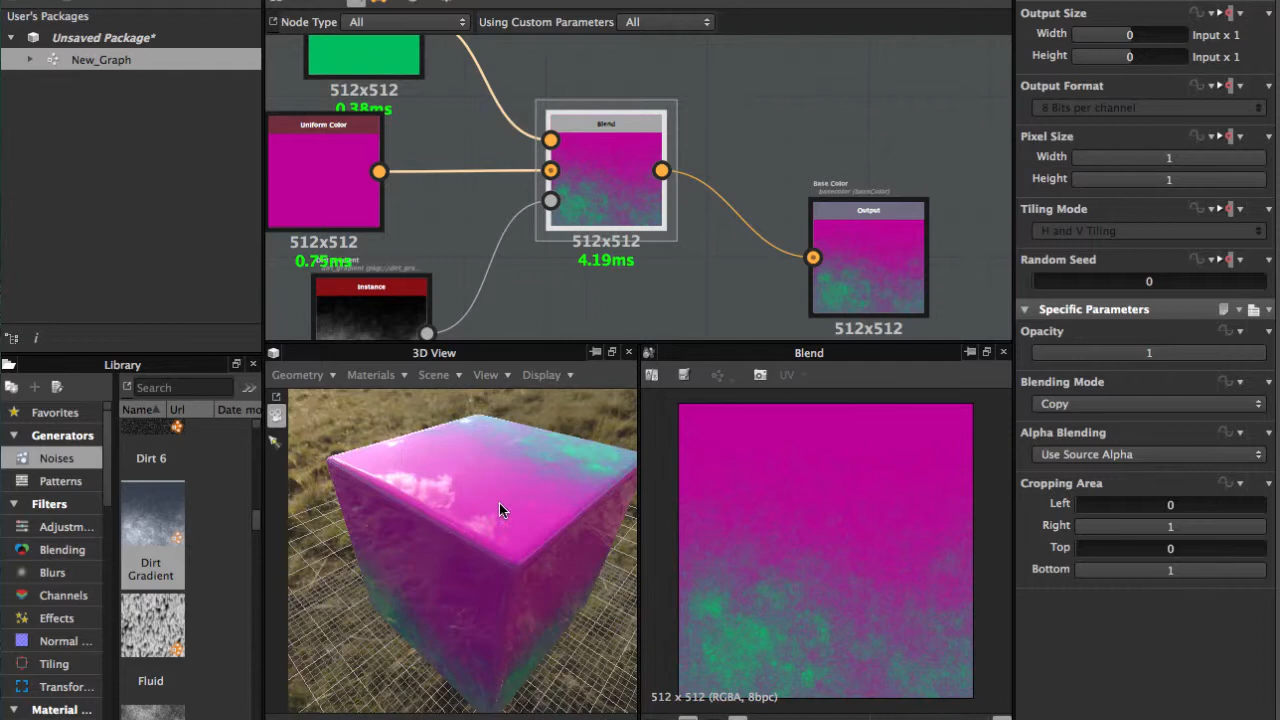 User's Packages
Unsaved Package*
New_Graph
Library
Search
Name
Url
Date mo
Favorites
Generators
Noises
Patterns
Filters
Adjustm...
Blending
Blurs
Channels
Effects
Normal ...
Tiling
Transfor...
Material ...
Dirt 6
Dirt
Gradient
Fluid
Node Type
All
Using Custom Parameters
All
512x512
0.38ms
Uniform Color
512x512
0.75ms
Instance
Blend
512x512
4.19ms
Base Color
basecolor (baseColor)
Output
512x512
3D View
Geometry
Materials
Scene
View
Display
Blend
UV
512 x 512 (RGBA, 8bpc)
Output Size
Width
0
Input x 1
Height
0
Input x 1
Output Format
8 Bits per channel
Pixel Size
Width
1
Height
1
Tiling Mode
H and V Tiling
Random Seed
0
Specific Parameters
Opacity
1
Blending Mode
Copy
Alpha Blending
Use Source Alpha
Cropping Area
Left
0
Right
1
Top
0
Bottom
1